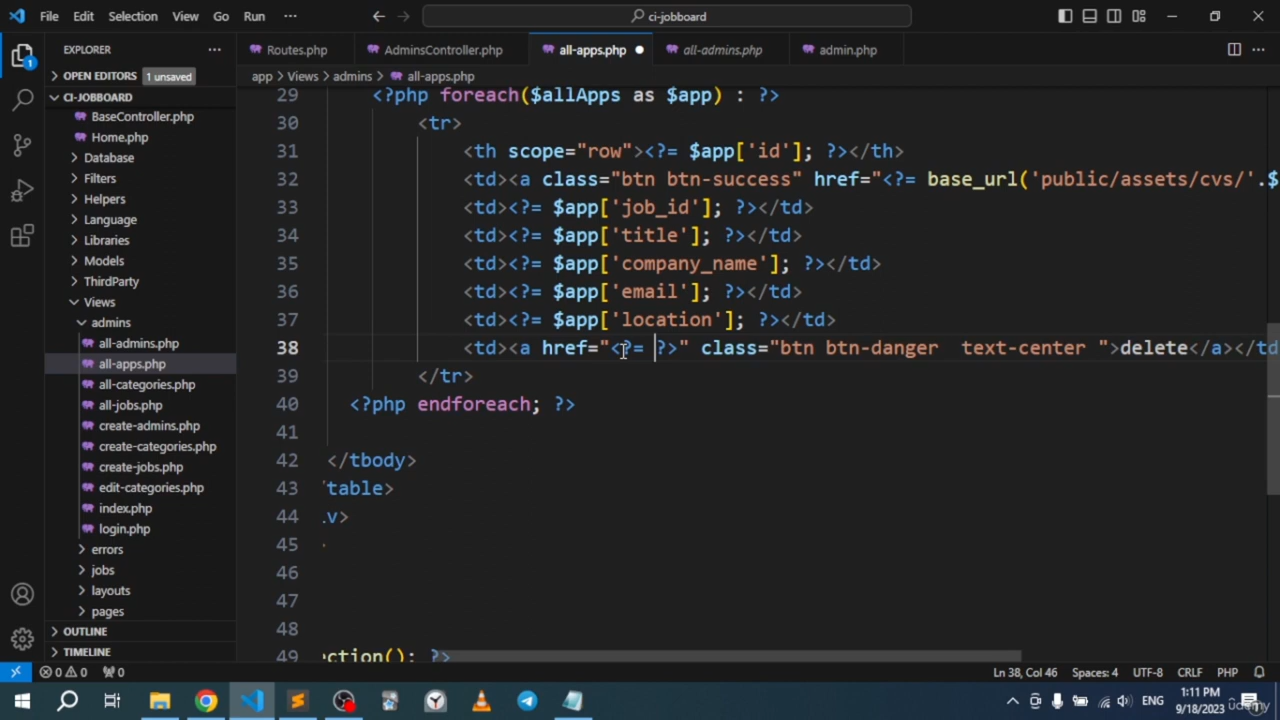 File Edit Selection View Go Run ··· ci-jobboard
EXPLORER ··· Routes.php AdminsController.php all-apps.php all-admins.php admin.php
OPEN EDITORS 1 unsaved
app > Views > admins > all-apps.php
CI-JOBBOARD
BaseController.php
Home.php
Database
Filters
Helpers
Language
Libraries
Models
ThirdParty
Views
admins
all-admins.php
all-apps.php
all-categories.php
all-jobs.php
create-admins.php
create-categories.php
create-jobs.php
edit-categories.php
index.php
login.php
errors
jobs
layouts
pages
OUTLINE
TIMELINE
29 <?php foreach($allApps as $app) : ?>
30 <tr>
31 <th scope="row"><?= $app['id']; ?></th>
32 <td><a class="btn btn-success" href="<?= base_url('public/assets/cvs/'.$
33 <td><?= $app['job_id']; ?></td>
34 <td><?= $app['title']; ?></td>
35 <td><?= $app['company_name']; ?></td>
36 <td><?= $app['email']; ?></td>
37 <td><?= $app['location']; ?></td>
38 <td><a href="<?= ?>" class="btn btn-danger  text-center ">delete</a></td
39 </tr>
40 <?php endforeach; ?>
41
42 </tbody>
43 table>
44 iv>
45
46
47
48
49 ction(); ?>
0 0 0 Ln 38, Col 46 Spaces: 4 UTF-8 CRLF PHP
ENG 1:11 PM 9/18/2023
udemy